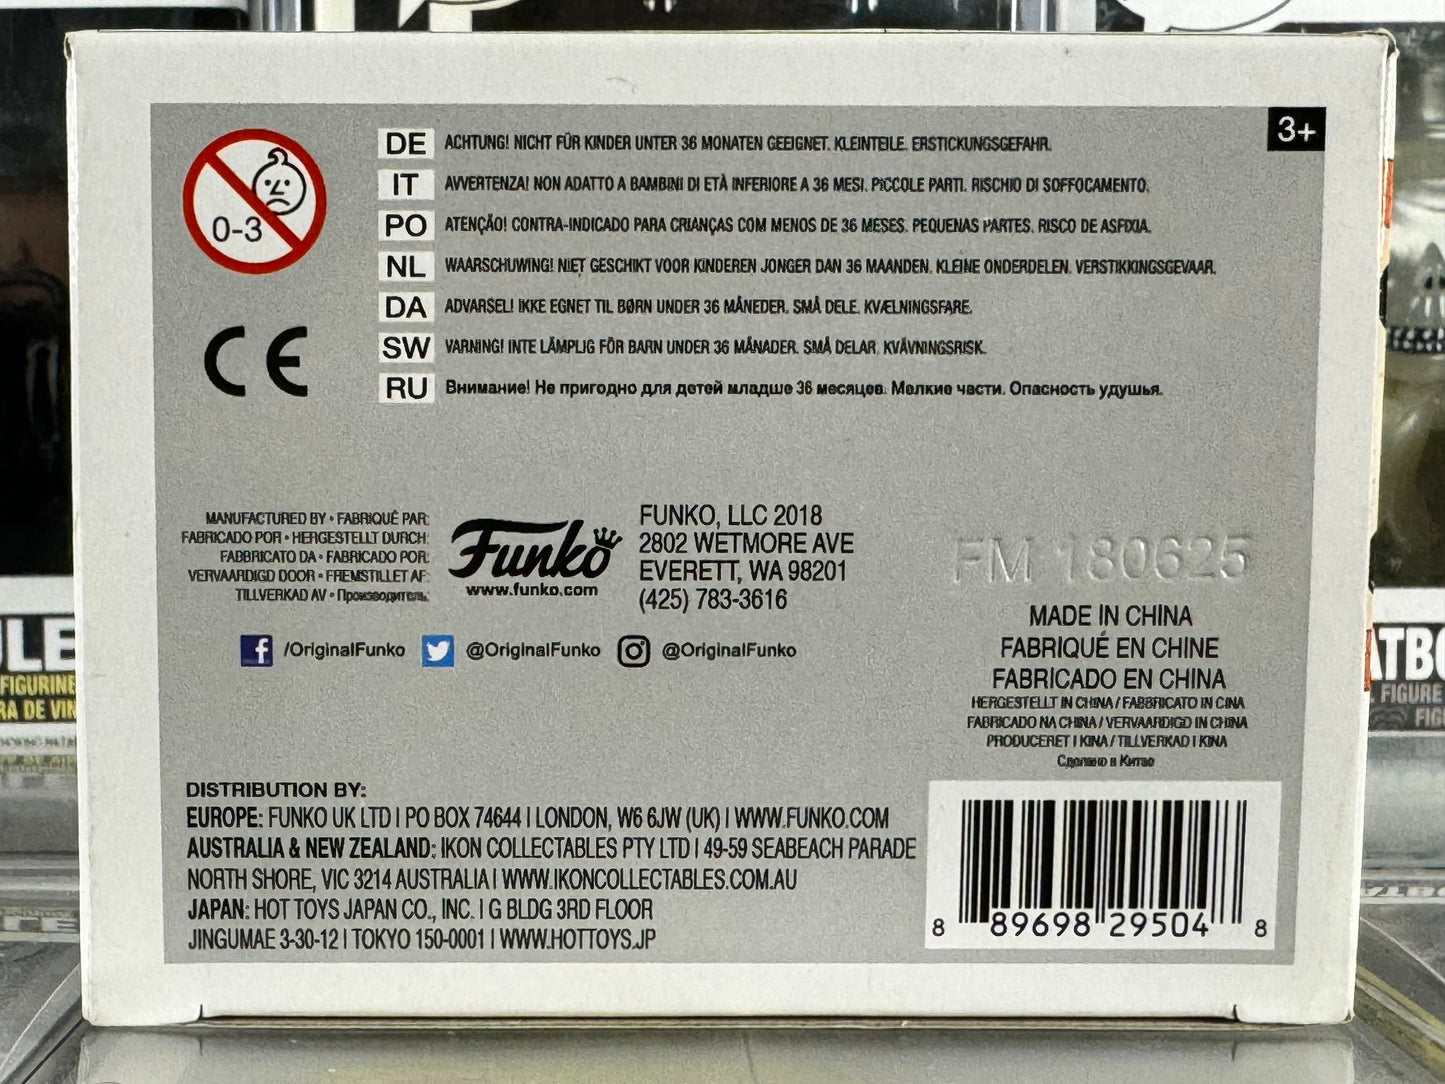 3+
0-3
DE ACHTUNG! NICHT FÜR KINDER UNTER 36 MONATEN GEEIGNET. KLEINTEILE. ERSTICKUNGSGEFAHR.
IT AVVERTENZA! NON ADATTO A BAMBINI DI ETÀ INFERIORE A 36 MESI. PICCOLE PARTI. RISCHIO DI SOFFOCAMENTO.
PO ATENÇÃO! CONTRA-INDICADO PARA CRIANÇAS COM MENOS DE 36 MESES. PEQUENAS PARTES. RISCO DE ASFIXIA.
NL WAARSCHUWING! NIET GESCHIKT VOOR KINDEREN JONGER DAN 36 MAANDEN. KLEINE ONDERDELEN. VERSTIKKINGSGEVAAR.
DA ADVARSEL! IKKE EGNET TIL BØRN UNDER 36 MÅNEDER. SMÅ DELE. KVÆLNINGSFARE.
SW VARNING! INTE LÄMPLIG FÖR BARN UNDER 36 MÅNADER. SMÅ DELAR. KVÄVNINGSRISK.
RU Внимание! Не пригодно для детей младше 36 месяцев. Мелкие части. Опасность удушья.
CE
MANUFACTURED BY • FABRIQUÉ PAR:
FABRICADO POR • HERGESTELLT DURCH:
FABBRICATO DA • FABRICADO POR:
VERVAARDIGD DOOR • FREMSTILLET AF:
TILLVERKAD AV • Производитель:
Funko
www.funko.com
FUNKO, LLC 2018
2802 WETMORE AVE
EVERETT, WA 98201
(425) 783-3616
/OriginalFunko @OriginalFunko @OriginalFunko
FM 180625
MADE IN CHINA
FABRIQUÉ EN CHINE
FABRICADO EN CHINA
HERGESTELLT IN CHINA / FABBRICATO IN CINA
FABRICADO NA CHINA / VERVAARDIGD IN CHINA
PRODUCERET I KINA / TILLVERKAD I KINA
Сделано в Китае
DISTRIBUTION BY:
EUROPE: FUNKO UK LTD | PO BOX 74644 | LONDON, W6 6JW (UK) | WWW.FUNKO.COM
AUSTRALIA & NEW ZEALAND: IKON COLLECTABLES PTY LTD | 49-59 SEABEACH PARADE
NORTH SHORE, VIC 3214 AUSTRALIA | WWW.IKONCOLLECTABLES.COM.AU
JAPAN: HOT TOYS JAPAN CO., INC. | G BLDG 3RD FLOOR
JINGUMAE 3-30-12 | TOKYO 150-0001 | WWW.HOTTOYS.JP
8 89698 29504 8
ULE
FIGURINE
RA DE VIN
ATBO
FIGURE
FIG